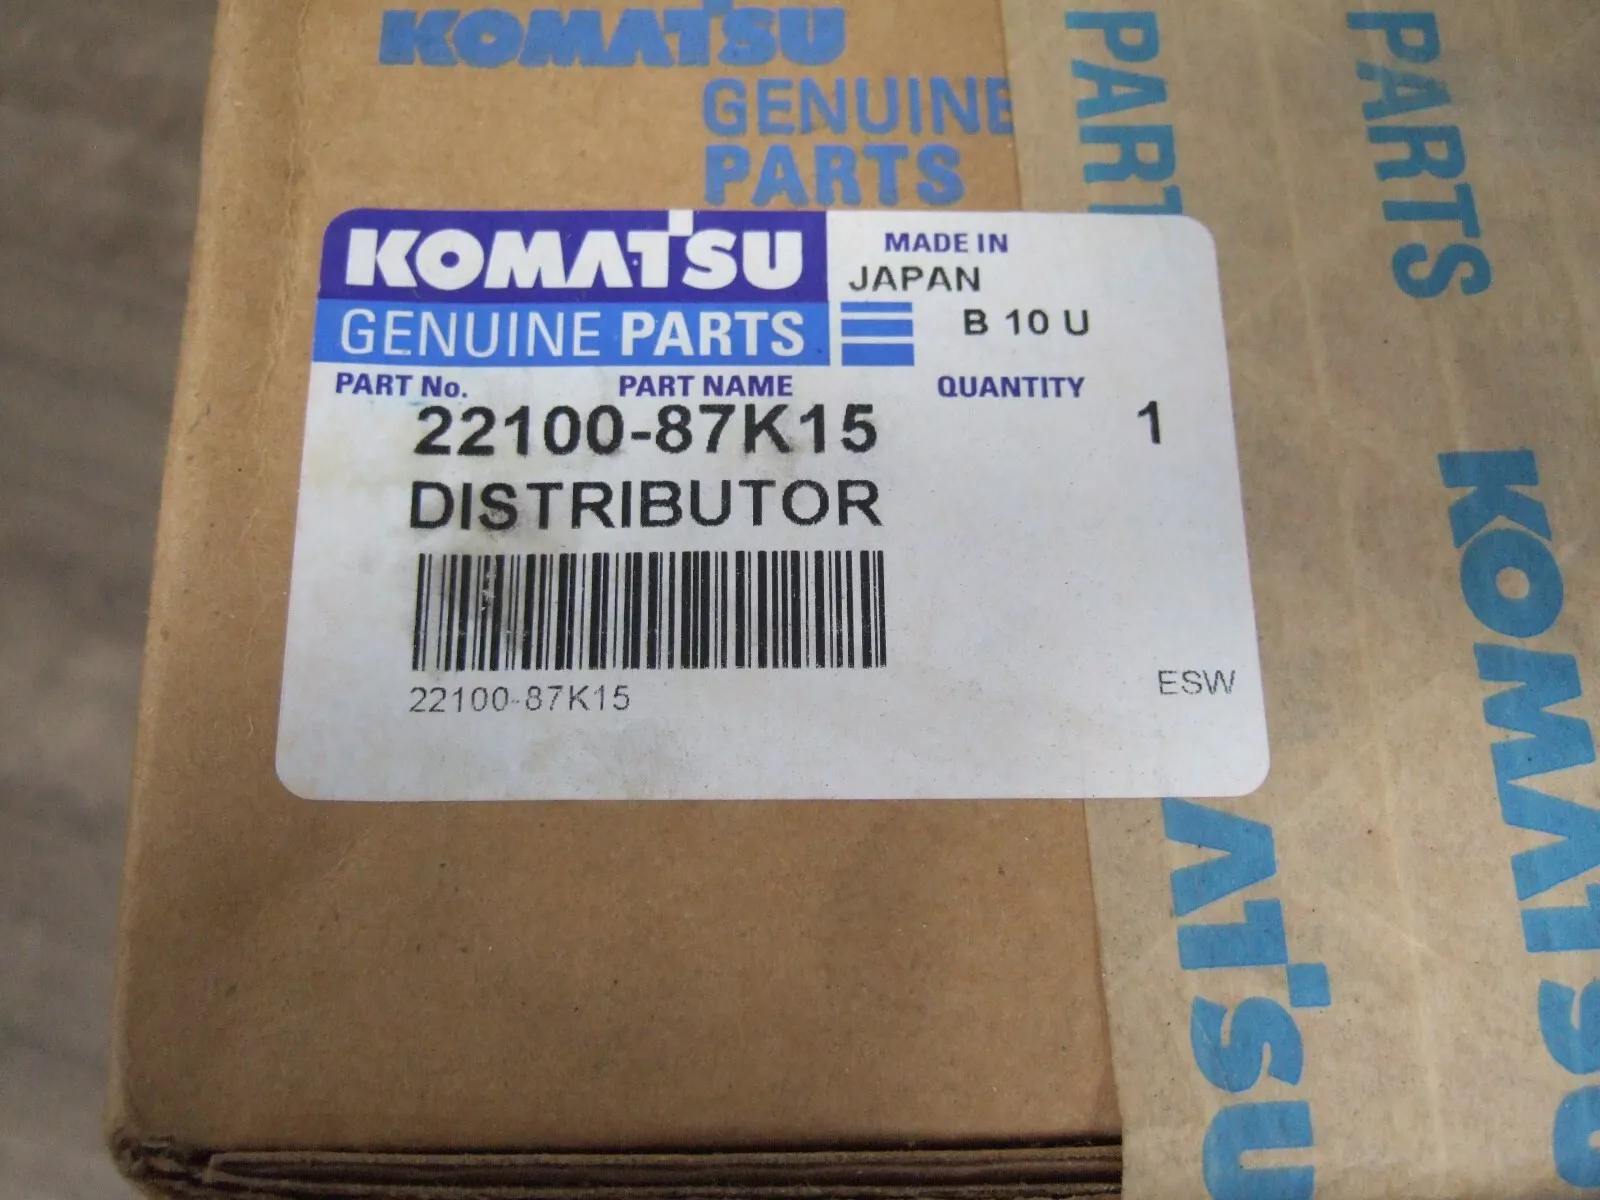 KOMATSU
GENUINE
PARTS
KOMATSU
GENUINE PARTS
MADE IN
JAPAN
B 10 U
PART No. PART NAME QUANTITY
22100-87K15 1
DISTRIBUTOR
22100-87K15
ESW
PARTS
PARTS
KOMATSU
ATSU